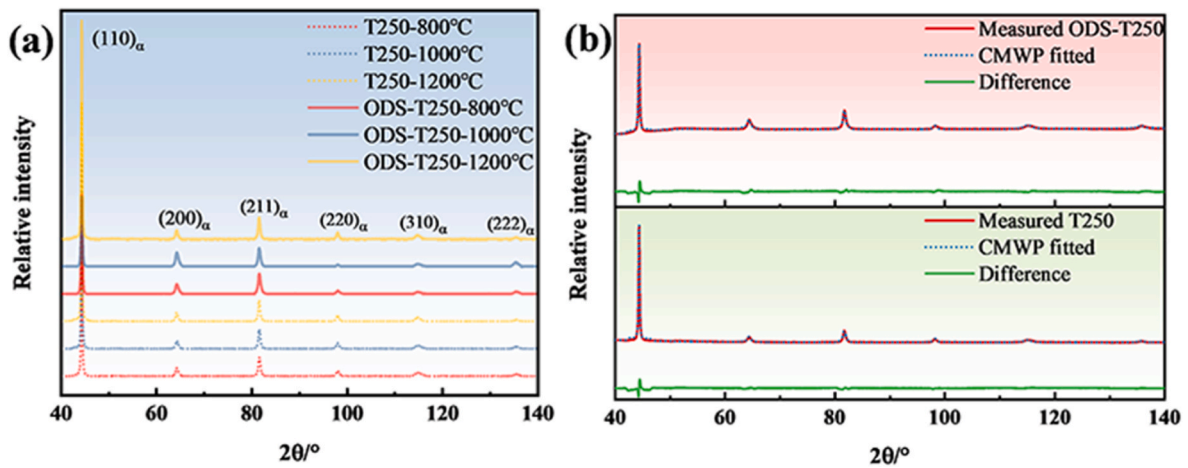 (a)
(110)α
T250-800℃
T250-1000℃
T250-1200℃
ODS-T250-800℃
ODS-T250-1000℃
ODS-T250-1200℃
(200)α
(211)α
(220)α
(310)α
(222)α
Relative intensity
40 60 80 100 120 140
2θ/°
(b)
Measured ODS-T250
CMWP fitted
Difference
Measured T250
CMWP fitted
Difference
Relative intensity
40 60 80 100 120 140
2θ/°